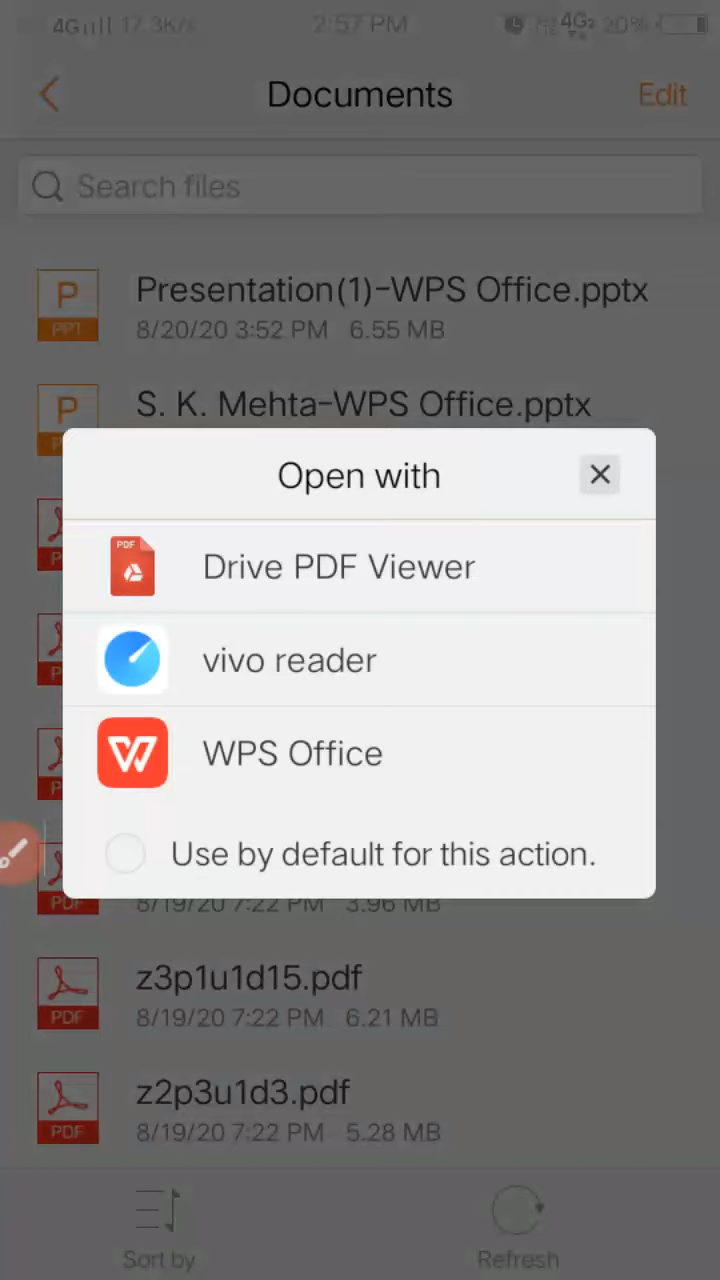 4G 17.3K/s 2:57 PM 4G 20%
Documents
Edit
Search files
P
PPT
Presentation(1)-WPS Office.pptx
8/20/20 3:52 PM 6.55 MB
P
S. K. Mehta-WPS Office.pptx
Open with
PDF
Drive PDF Viewer
vivo reader
WPS Office
Use by default for this action.
PDF
8/19/20 7:22 PM 3.96 MB
z3p1u1d15.pdf
PDF
8/19/20 7:22 PM 6.21 MB
z2p3u1d3.pdf
PDF
8/19/20 7:22 PM 5.28 MB
Sort by
Refresh